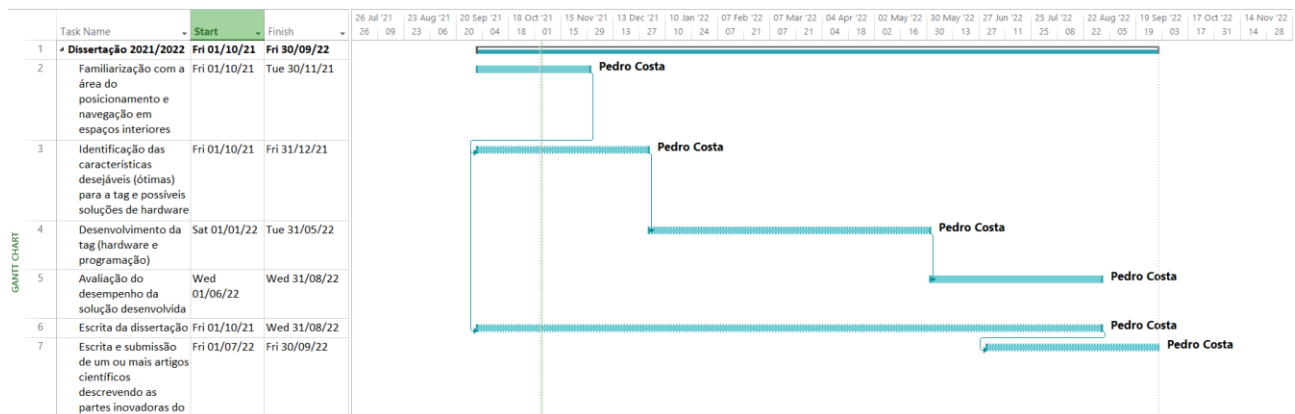 26 Jul '21 23 Aug '21 20 Sep '21 18 Oct '21 15 Nov '21 13 Dec '21 10 Jan '22 07 Feb '22 07 Mar '22 04 Apr '22 02 May '22 30 May '22 27 Jun '22 25 Jul '22 22 Aug '22 19 Sep '22 17 Oct '22 14 Nov '22
Task Name Start Finish 26 09 23 06 20 04 18 01 15 29 13 27 10 24 07 21 07 21 04 18 02 16 30 13 27 11 25 08 22 05 19 03 17 31 14 28
1 Dissertação 2021/2022 Fri 01/10/21 Fri 30/09/22
2 Familiarização com a Fri 01/10/21 Tue 30/11/21 Pedro Costa
área do
posicionamento e
navegação em
espaços interiores
3 Identificação das Fri 01/10/21 Fri 31/12/21 Pedro Costa
características
desejáveis (ótimas)
para a tag e possíveis
soluções de hardware
4 Desenvolvimento da Sat 01/01/22 Tue 31/05/22 Pedro Costa
tag (hardware e
programação)
GANTT CHART
5 Avaliação do Wed Wed 31/08/22 Pedro Costa
desempenho da 01/06/22
solução desenvolvida
6 Escrita da dissertação Fri 01/10/21 Wed 31/08/22 Pedro Costa
7 Escrita e submissão Fri 01/07/22 Fri 30/09/22 Pedro Costa
de um ou mais artigos
científicos
descrevendo as
partes inovadoras do